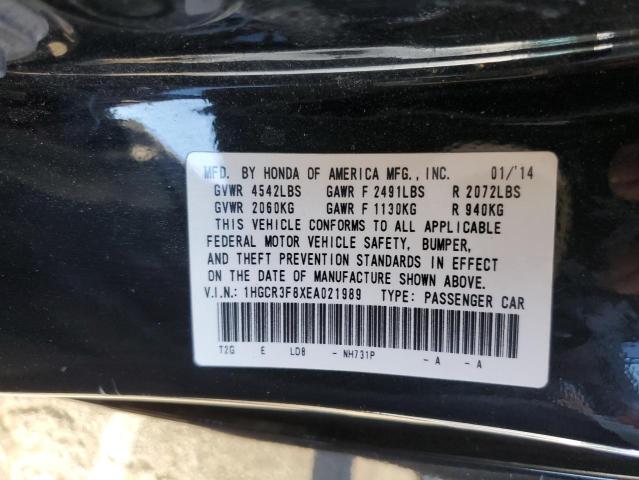 MFD. BY HONDA OF AMERICA MFG., INC. 01/'14
GVWR 4542LBS GAWR F 2491LBS R 2072LBS
GVWR 2060KG GAWR F 1130KG R 940KG
THIS VEHICLE CONFORMS TO ALL APPLICABLE
FEDERAL MOTOR VEHICLE SAFETY, BUMPER,
AND THEFT PREVENTION STANDARDS IN EFFECT
ON THE DATE OF MANUFACTURE SHOWN ABOVE.
V.I.N.: 1HGCR3F8XEA021989 TYPE: PASSENGER CAR
T2G E LD8 - NH731P - A - A